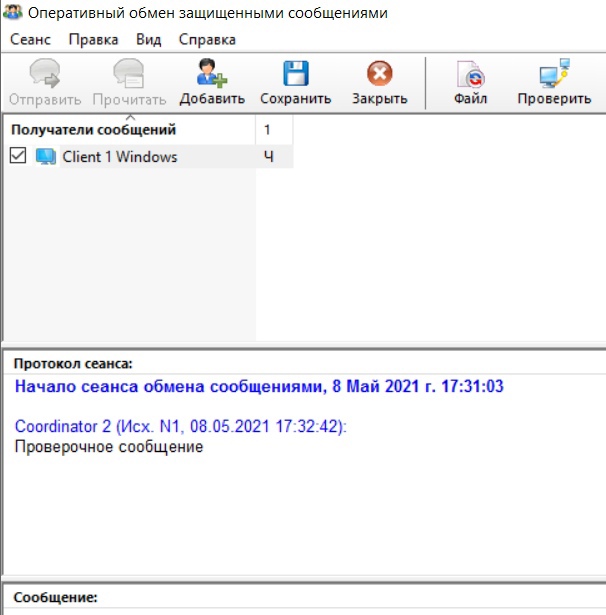 Оперативный обмен защищенными сообщениями
Сеанс Правка Вид Справка
Отправить Прочитать Добавить Сохранить Закрыть Файл Проверить
Получатели сообщений 1
Client 1 Windows Ч
Протокол сеанса:
Начало сеанса обмена сообщениями, 8 Май 2021 г. 17:31:03
Coordinator 2 (Исх. N1, 08.05.2021 17:32:42):
Проверочное сообщение
Сообщение: